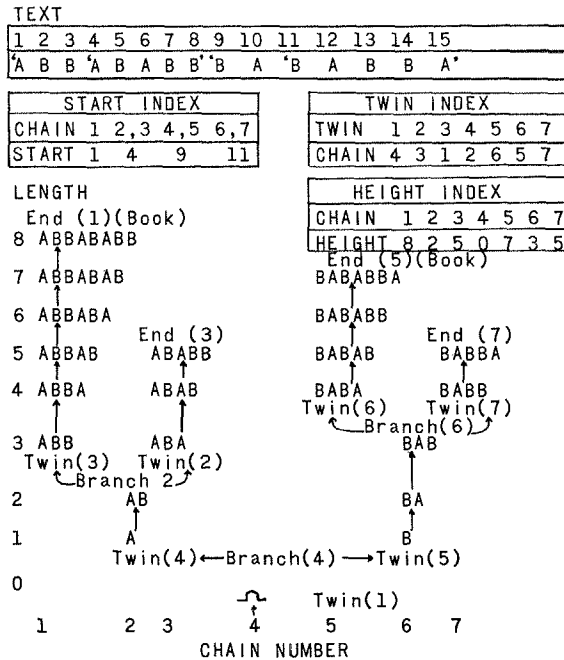 TEXT
1 2 3 4 5 6 7 8 9 10 11 12 13 14 15
'A B B 'A B A B B' 'B A 'B A B B A'
START INDEX
CHAIN 1 2,3 4,5 6,7
START 1 4 9 11
TWIN INDEX
TWIN 1 2 3 4 5 6 7
CHAIN 4 3 1 2 6 5 7
HEIGHT INDEX
CHAIN 1 2 3 4 5 6 7
HEIGHT 8 2 5 0 7 3 5
LENGTH
End (1)(Book)
End (5)(Book)
8 ABBABABB
7 ABBABAB BABABBA
6 ABBABA BABABB
End (3) End (7)
5 ABBAB ABABB BABAB BABBA
4 ABBA ABAB BABA BABB
Twin(6) Twin(7)
Branch(6)
3 ABB ABA BAB
Twin(3) Twin(2)
Branch 2
2 AB BA
1 A B
Twin(4) Branch(4) Twin(5)
0
Twin(1)
1 2 3 4 5 6 7
CHAIN NUMBER